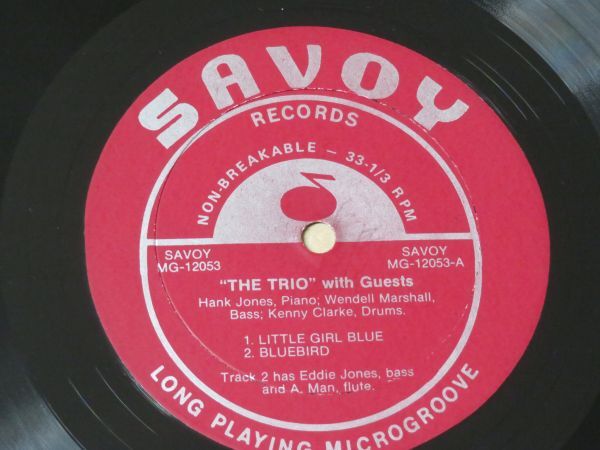 SAVOY
RECORDS
NON-BREAKABLE – 33-1/3 RPM
SAVOY
MG-12053
SAVOY
MG-12053-A
"THE TRIO" with Guests
Hank Jones, Piano; Wendell Marshall,
Bass; Kenny Clarke, Drums.
1. LITTLE GIRL BLUE
2. BLUEBIRD
Track 2 has Eddie Jones, bass
and A. Man, flute.
LONG PLAYING MICROGROOVE